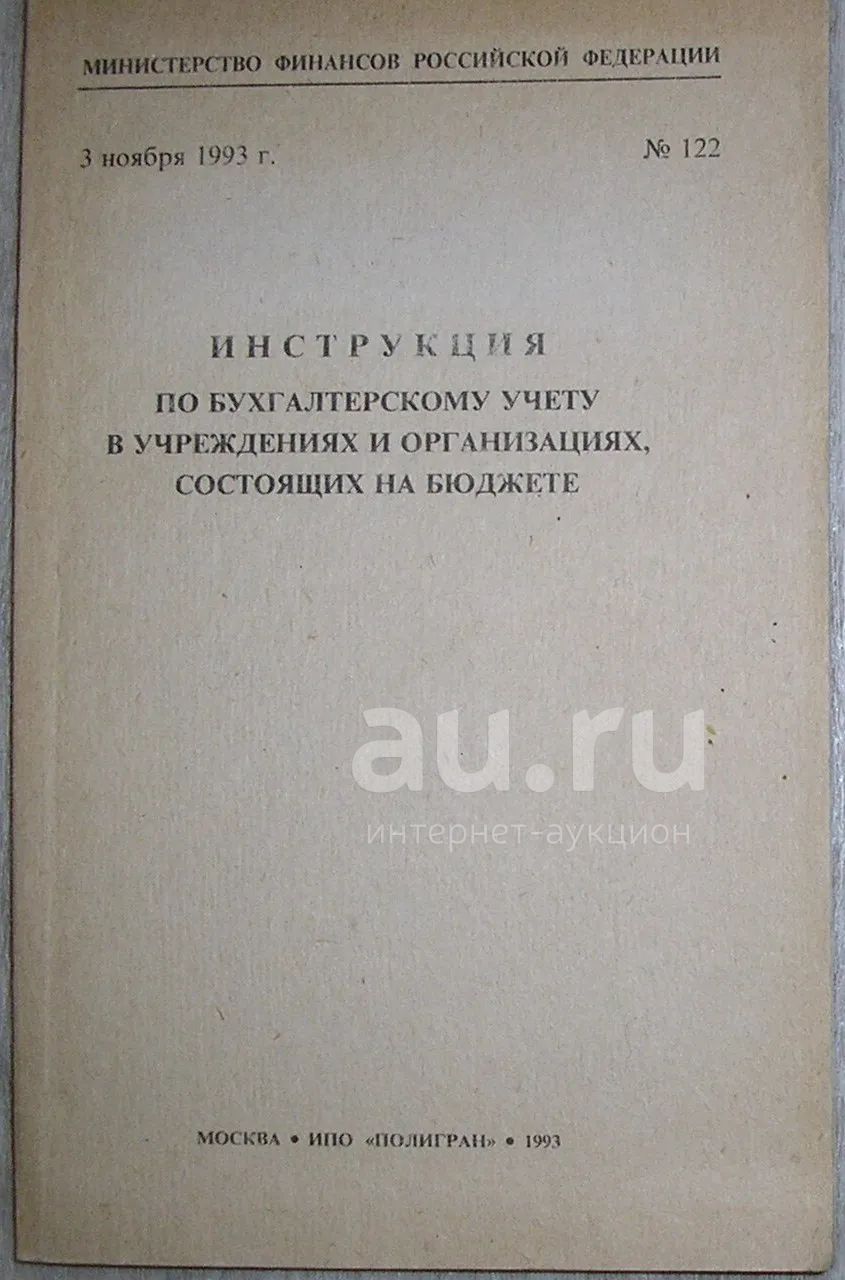 МИНИСТЕРСТВО ФИНАНСОВ РОССИЙСКОЙ ФЕДЕРАЦИИ
3 ноября 1993 г. № 122
ИНСТРУКЦИЯ
ПО БУХГАЛТЕРСКОМУ УЧЕТУ
В УЧРЕЖДЕНИЯХ И ОРГАНИЗАЦИЯХ,
СОСТОЯЩИХ НА БЮДЖЕТЕ
au.ru
интернет-аукцион
МОСКВА • ИПО «ПОЛИГРАН» • 1993